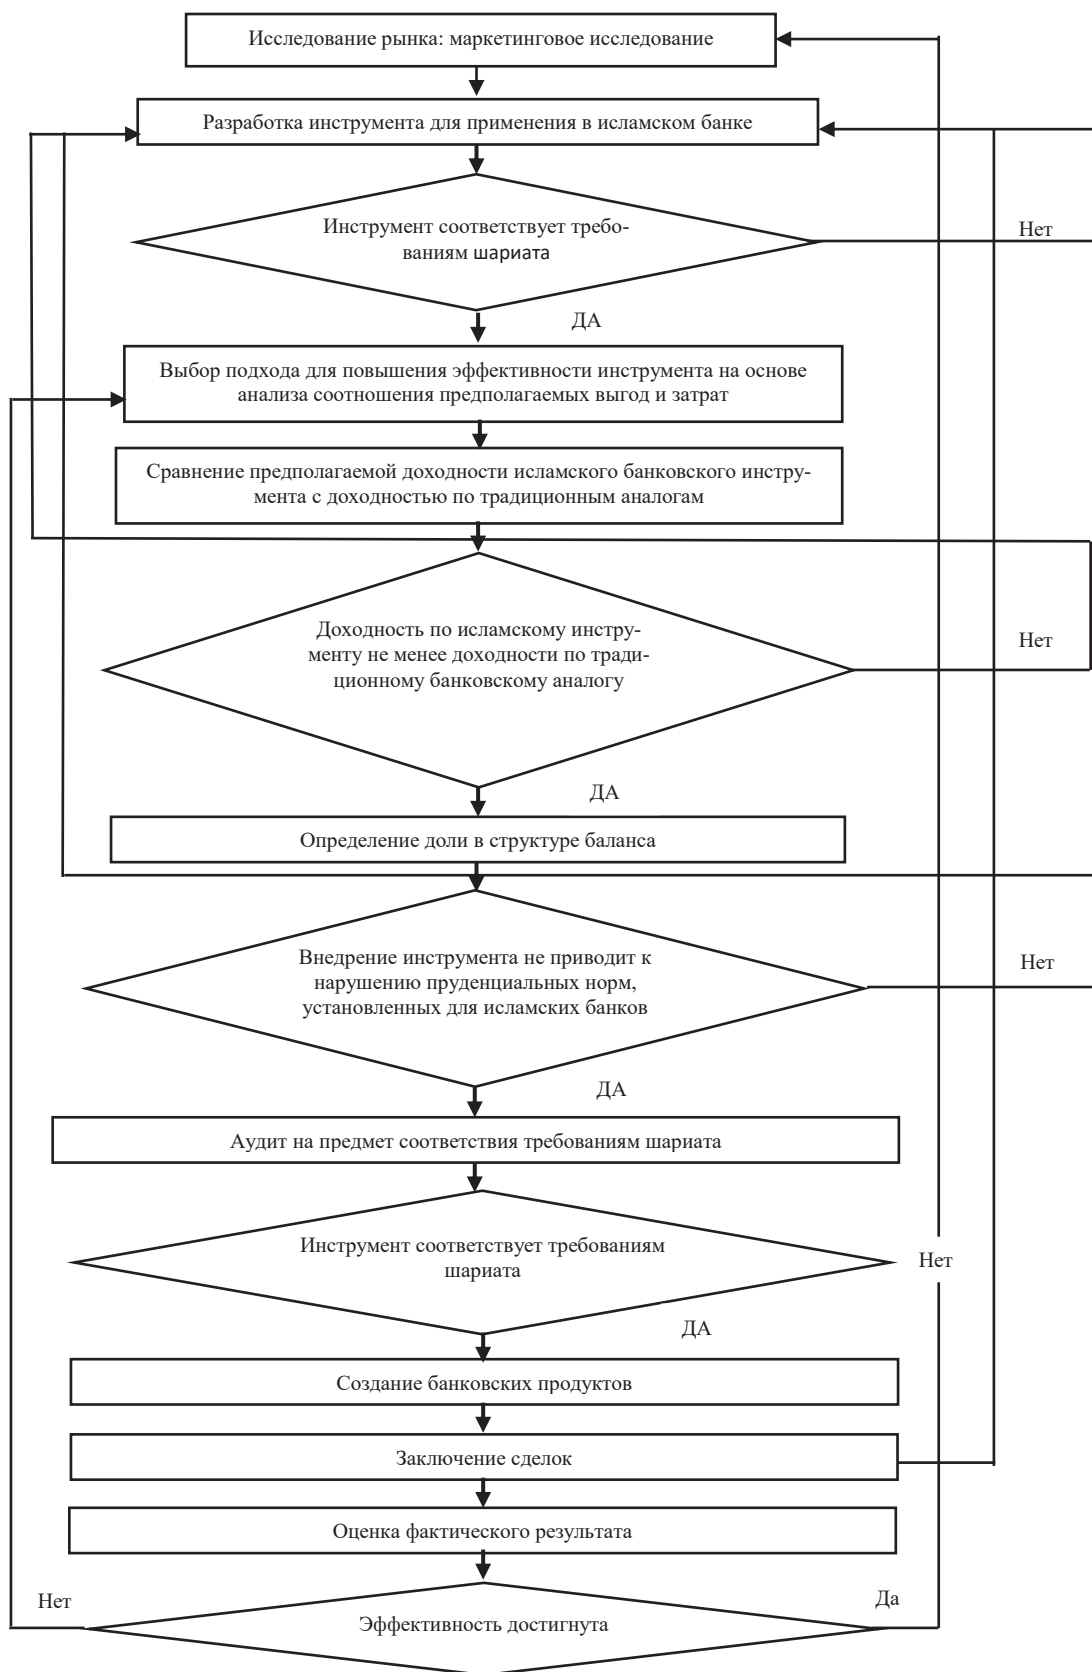 Исследование рынка: маркетинговое исследование
Разработка инструмента для применения в исламском банке
Инструмент соответствует требо-
ваниям шариата
Нет
ДА
Выбор подхода для повышения эффективности инструмента на основе
анализа соотношения предполагаемых выгод и затрат
Сравнение предполагаемой доходности исламского банковского инстру-
мента с доходностью по традиционным аналогам
Доходность по исламскому инстру-
менту не менее доходности по тради-
ционному банковскому аналогу
Нет
ДА
Определение доли в структуре баланса
Внедрение инструмента не приводит к
нарушению пруденциальных норм,
установленных для исламских банков
Нет
ДА
Аудит на предмет соответствия требованиям шариата
Инструмент соответствует требованиям
шариата
Нет
ДА
Создание банковских продуктов
Заключение сделок
Оценка фактического результата
Нет
Да
Эффективность достигнута